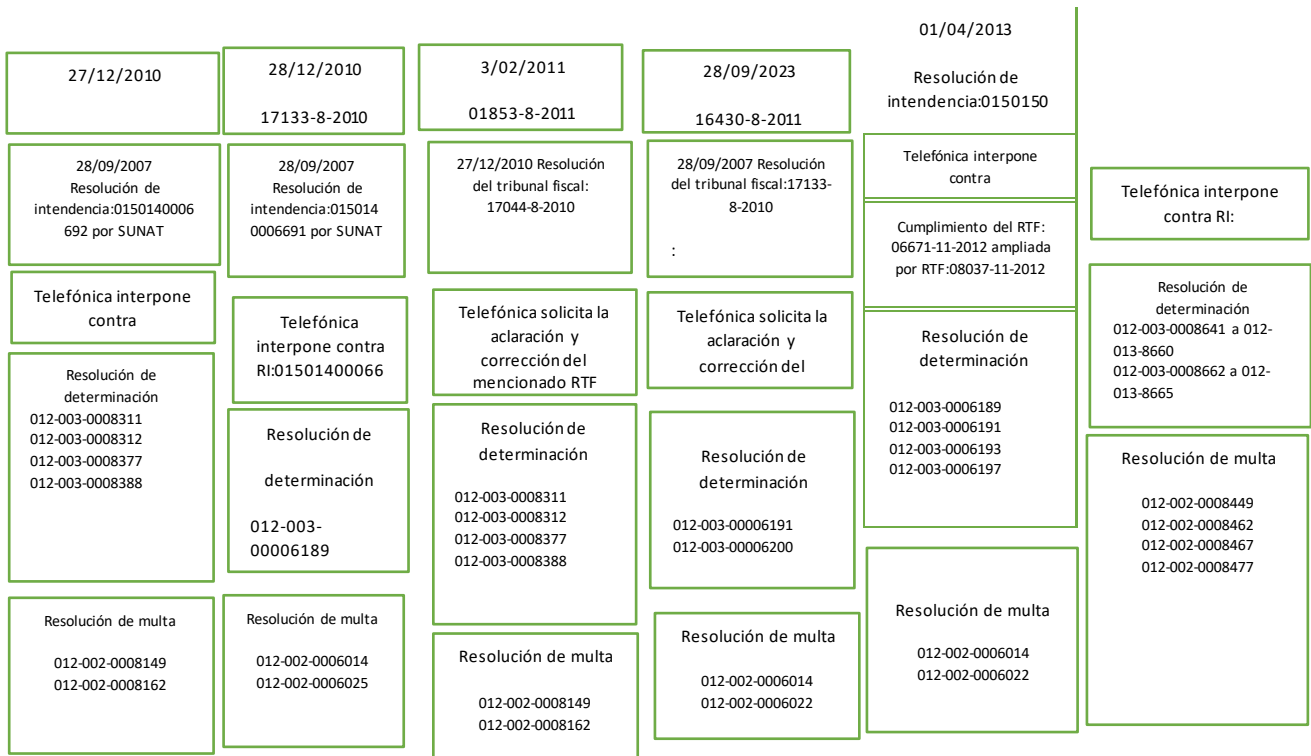 27/12/2010
28/09/2007
Resolución de
intendencia:0150140006
692 por SUNAT
Telefónica interpone
contra
Resolución de
determinación
012-003-0008311
012-003-0008312
012-003-0008377
012-003-0008388
Resolución de multa
012-002-0008149
012-002-0008162
28/12/2010
17133-8-2010
28/09/2007
Resolución de
intendencia:015014
0006691 por SUNAT
Telefónica
interpone contra
RI:01501400066
Resolución de
determinación
012-003-
00006189
Resolución de multa
012-002-0006014
012-002-0006025
3/02/2011
01853-8-2011
27/12/2010 Resolución
del tribunal fiscal:
17044-8-2010
Telefónica solicita la
aclaración y
corrección del
mencionado RTF
Resolución de
determinación
012-003-0008311
012-003-0008312
012-003-0008377
012-003-0008388
Resolución de multa
012-002-0008149
012-002-0008162
28/09/2023
16430-8-2011
28/09/2007 Resolución
del tribunal fiscal:17133-
8-2010
:
Telefónica solicita la
aclaración y
corrección del
Resolución de
determinación
012-003-00006191
012-003-00006200
Resolución de multa
012-002-0006014
012-002-0006022
01/04/2013
Resolución de
intendencia:0150150
Telefónica interpone
contra
Cumplimiento del RTF:
06671-11-2012 ampliada
por RTF:08037-11-2012
Resolución de
determinación
012-003-0006189
012-003-0006191
012-003-0006193
012-003-0006197
Resolución de multa
012-002-0006014
012-002-0006022
Telefónica interpone
contra RI:
Resolución de
determinación
012-003-0008641 a 012-
013-8660
012-003-0008662 a 012-
013-8665
Resolución de multa
012-002-0008449
012-002-0008462
012-002-0008467
012-002-0008477